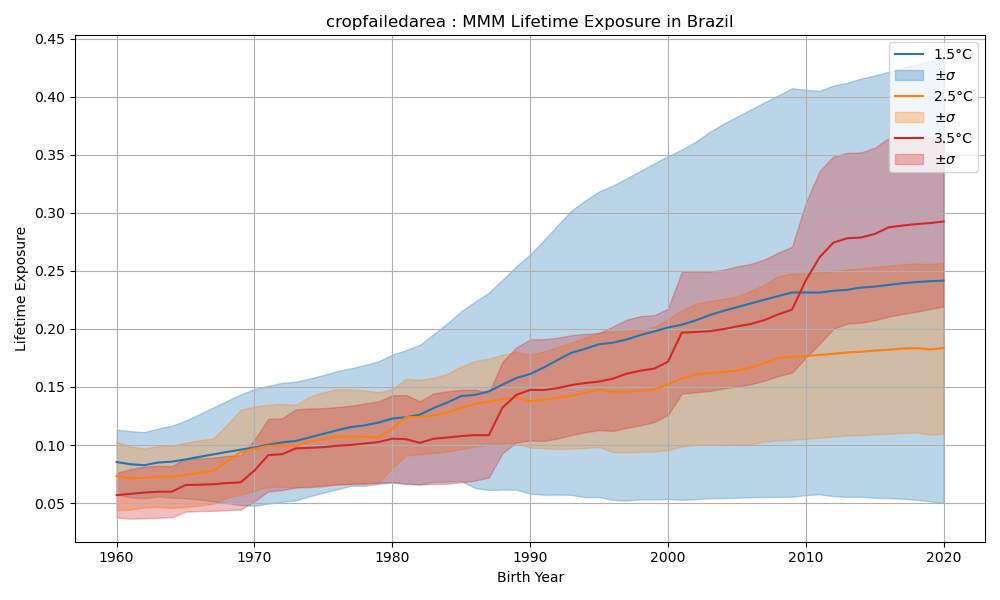 cropfailedarea : MMM Lifetime Exposure in Brazil
0.45
0.40
0.35
0.30
0.25
0.20
0.15
0.10
0.05
Lifetime Exposure
1960
1970
1980
1990
2000
2010
2020
Birth Year
1.5°C
±σ
2.5°C
±σ
3.5°C
±σ